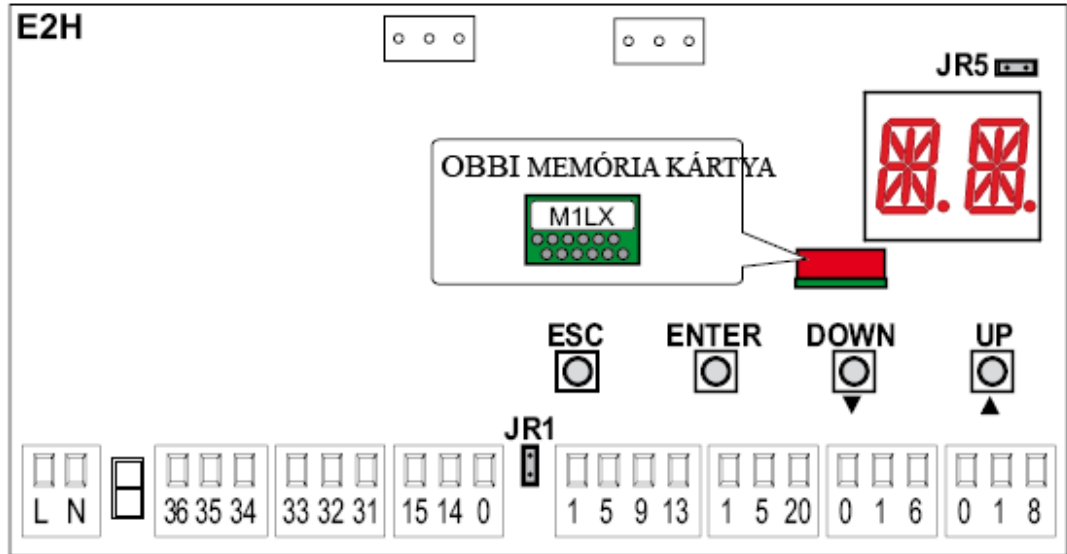 E2H
JR5
OBBI MEMÓRIA KÁRTYA
M1LX
ESC ENTER DOWN UP
JR1
L N 36 35 34 33 32 31 15 14 0 1 5 9 13 1 5 20 0 1 6 0 1 8